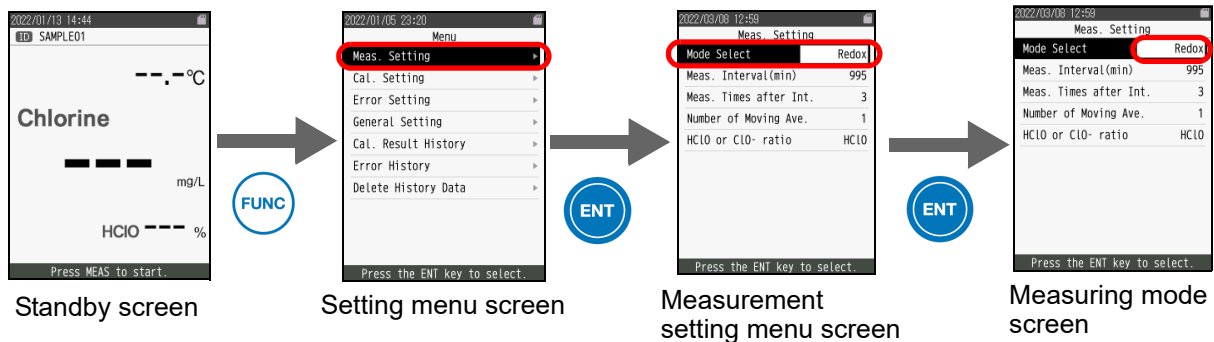 2022/01/13 14:44
ID SAMPLE01
--.-℃
Chlorine
---
mg/L
HClO --- %
Press MEAS to start.
Standby screen
FUNC
2022/01/05 23:20
Menu
Meas. Setting
Cal. Setting
Error Setting
General Setting
Cal. Result History
Error History
Delete History Data
Press the ENT key to select.
Setting menu screen
ENT
2022/03/08 12:59
Meas. Setting
Mode Select Redox
Meas. Interval(min) 995
Meas. Times after Int. 3
Number of Moving Ave. 1
HClO or ClO- ratio HClO
Press the ENT key to select.
Measurement
setting menu screen
ENT
2022/03/08 12:59
Meas. Setting
Mode Select Redox
Meas. Interval(min) 995
Meas. Times after Int. 3
Number of Moving Ave. 1
HClO or ClO- ratio HClO
Press the ENT key to select.
Measuring mode
screen